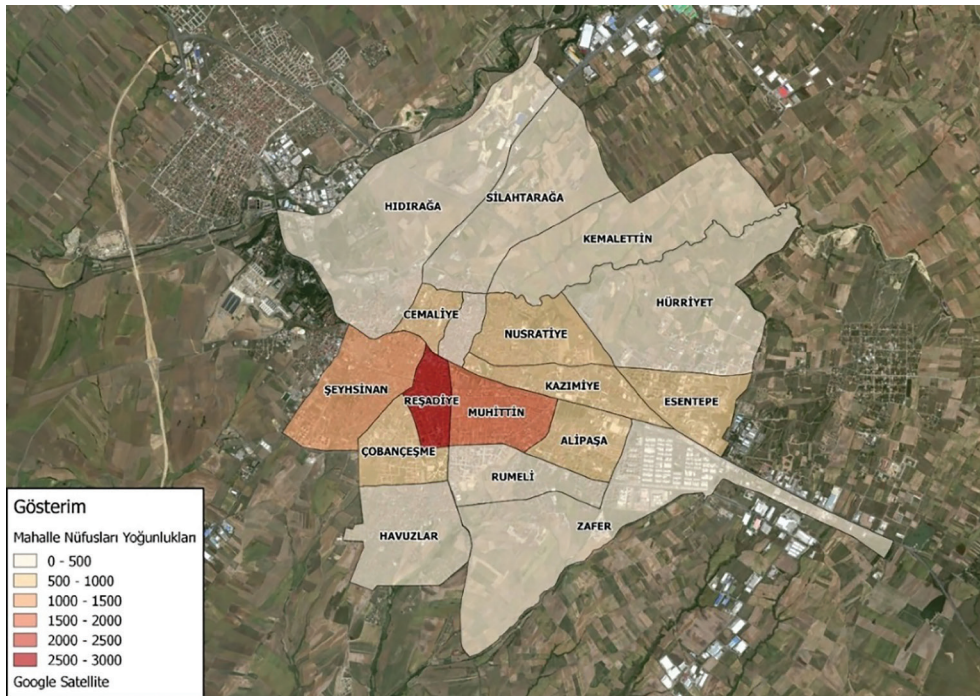 HIDIRAĞA
SİLAHTARAĞA
KEMALETTİN
HÜRRİYET
CEMALİYE
NUSRATİYE
ŞEYHSİNAN
REŞADİYE
MUHİTTİN
KAZIMİYE
ESENTEPE
ÇOBANÇEŞME
ALİPAŞA
RUMELİ
HAVUZLAR
ZAFER
Gösterim
Mahalle Nüfusları Yoğunlukları
0 - 500
500 - 1000
1000 - 1500
1500 - 2000
2000 - 2500
2500 - 3000
Google Satellite